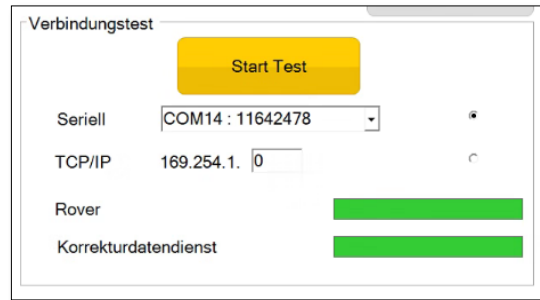 Verbindungstest
Start Test
Seriell COM14 : 11642478
TCP/IP 169.254.1. 0
Rover
Korrekturdatendienst